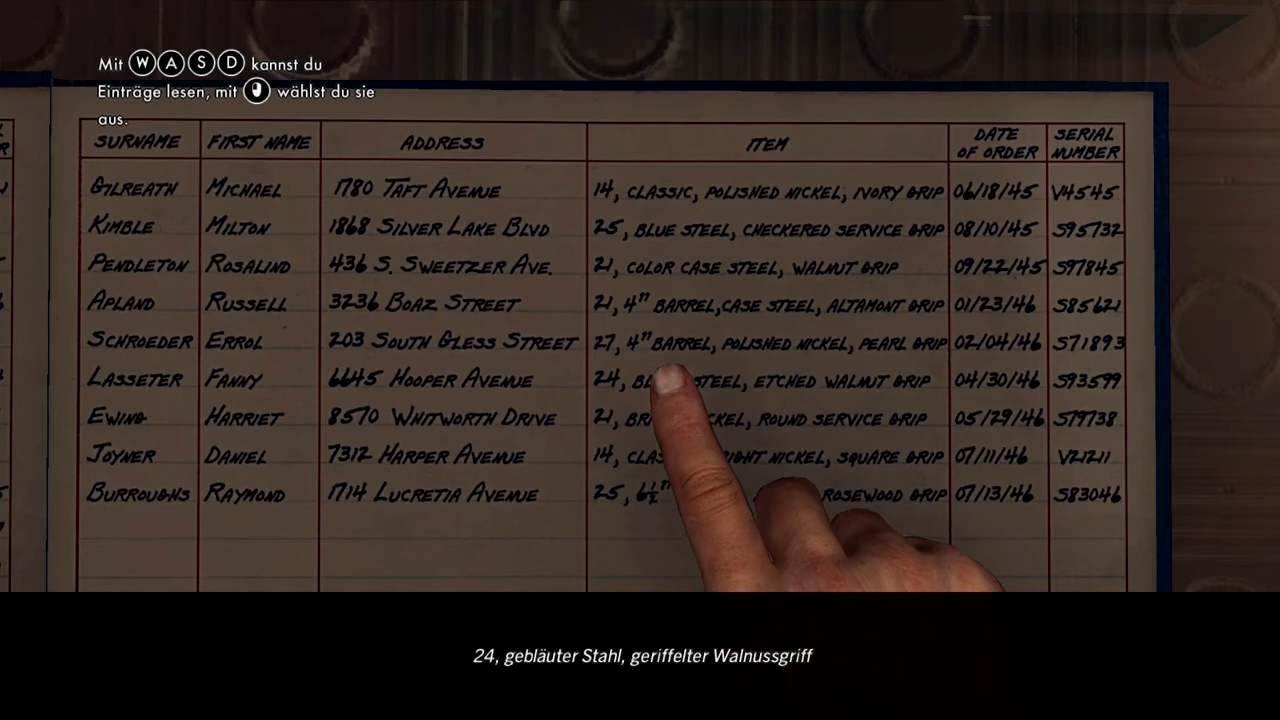 Mit W A S D kannst du
Einträge lesen, mit wählst du sie
aus.
SURNAME FIRST NAME ADDRESS ITEM DATE OF ORDER SERIAL NUMBER
GILREATH MICHAEL 1780 TAFT AVENUE 14, CLASSIC, POLISHED NICKEL, IVORY GRIP 06/18/45 V4545
KIMBLE MILTON 1868 SILVER LAKE BLVD 25, BLUE STEEL, CHECKERED SERVICE GRIP 08/10/45 S95732
PENDLETON ROSALIND 436 S. SWEETZER AVE. 21, COLOR CASE STEEL, WALNUT GRIP 09/22/45 S97845
APLAND RUSSELL 3236 BOAZ STREET 21, 4" BARREL, CASE STEEL, ALTAMONT GRIP 01/23/46 S85621
SCHROEDER ERROL 203 SOUTH GLESS STREET 27, 4" BARREL, POLISHED NICKEL, PEARL GRIP 02/04/46 S71893
LASSETER FANNY 6645 HOOPER AVENUE 24, STEEL, ETCHED WALNUT GRIP 04/30/46 S93599
EWING HARRIET 8570 WHITWORTH DRIVE 21, ROUND SERVICE GRIP 05/29/46 S79738
JOYNER DANIEL 7312 HARPER AVENUE 14, NICKEL, SQUARE GRIP 07/11/46 V21211
BURROUGHS RAYMOND 1714 LUCRETIA AVENUE 25, 6½" ROSEWOOD GRIP 07/13/46 S83046
24, gebläuter Stahl, geriffelter Walnussgriff